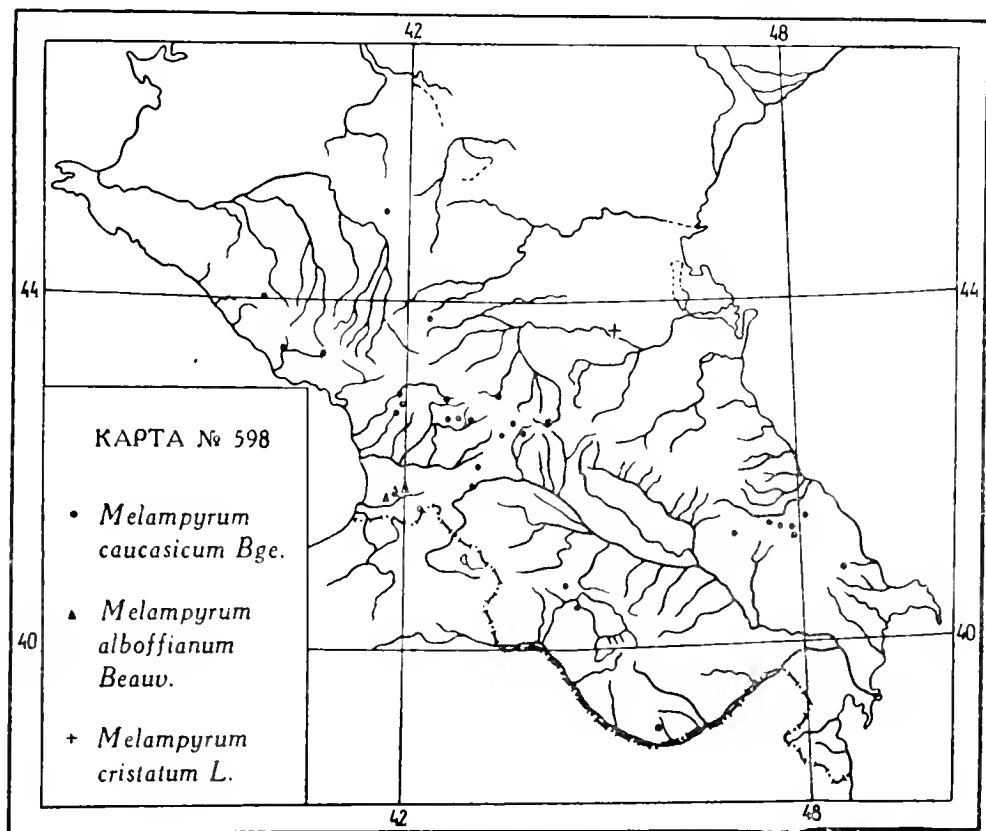 42 48
44 44
КАРТА № 598
• Melampyrum
caucasicum Bge.
▲ Melampyrum
alboffianum
Beauv.
+ Melampyrum
cristatum L.
40 40
42 48